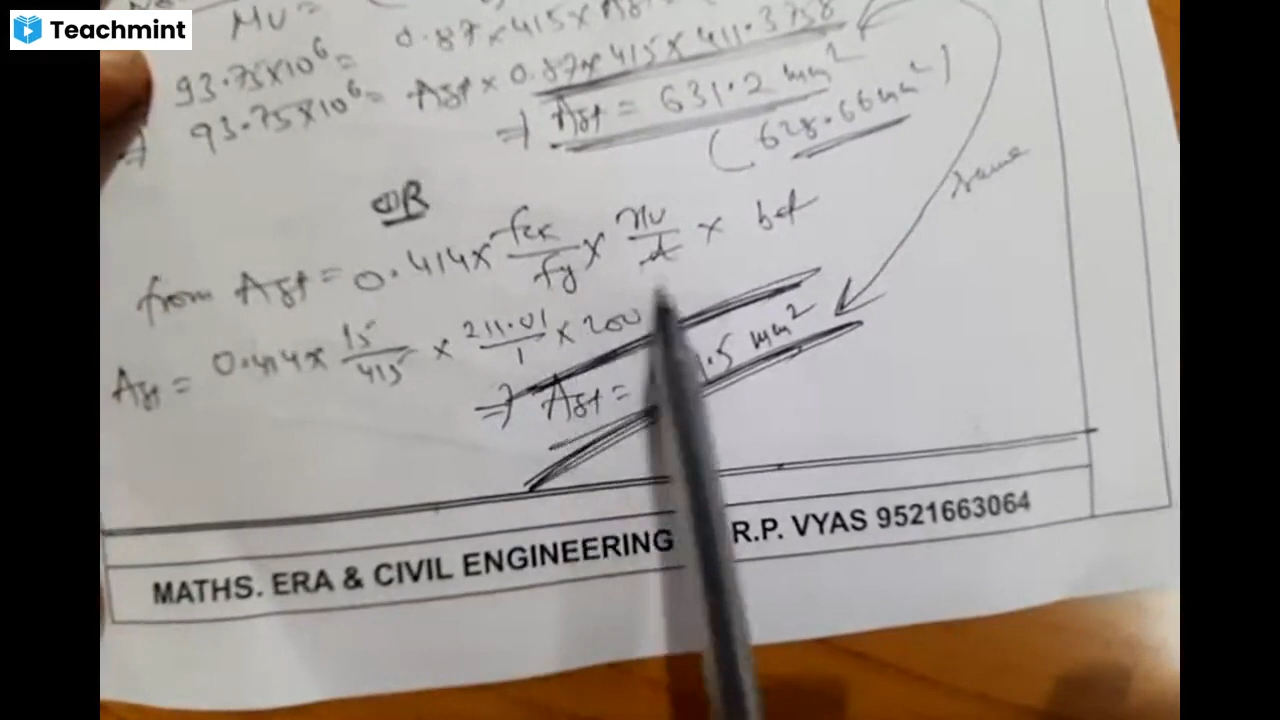 Teachmint
Mu =
93.75×10⁶ = 0.87×415×Ast
⇒ 93.75×10⁶ = Ast × 0.87×415×411.3758
⇒ Ast = 631.2 mm²
(628.66mm²)
same
OR
from Ast = 0.414× fck/fy × xu/d × bd
Ast = 0.414× 15/415 × 211.01/1 × 200
⇒ Ast = .5 mm²
MATHS. ERA & CIVIL ENGINEERING R.P. VYAS 9521663064